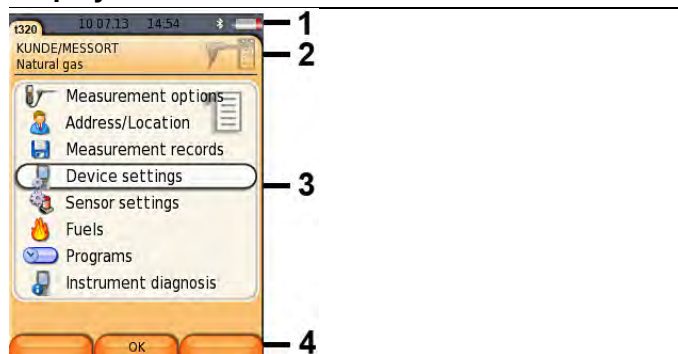 t320 10.07.13 14:54 1
KUNDE/MESSORT 2
Natural gas
Measurement options
Address/Location
Measurement records
Device settings 3
Sensor settings
Fuels
Programs
Instrument diagnosis
OK 4